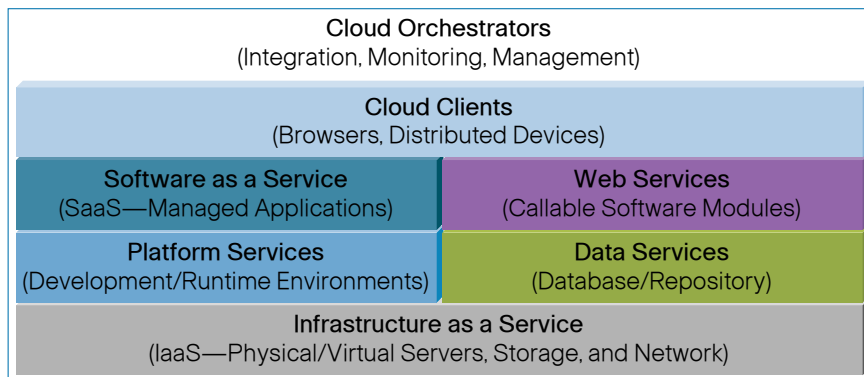 Cloud Orchestrators
(Integration, Monitoring, Management)
Cloud Clients
(Browsers, Distributed Devices)
Software as a Service
(SaaS—Managed Applications)
Web Services
(Callable Software Modules)
Platform Services
(Development/Runtime Environments)
Data Services
(Database/Repository)
Infrastructure as a Service
(IaaS—Physical/Virtual Servers, Storage, and Network)